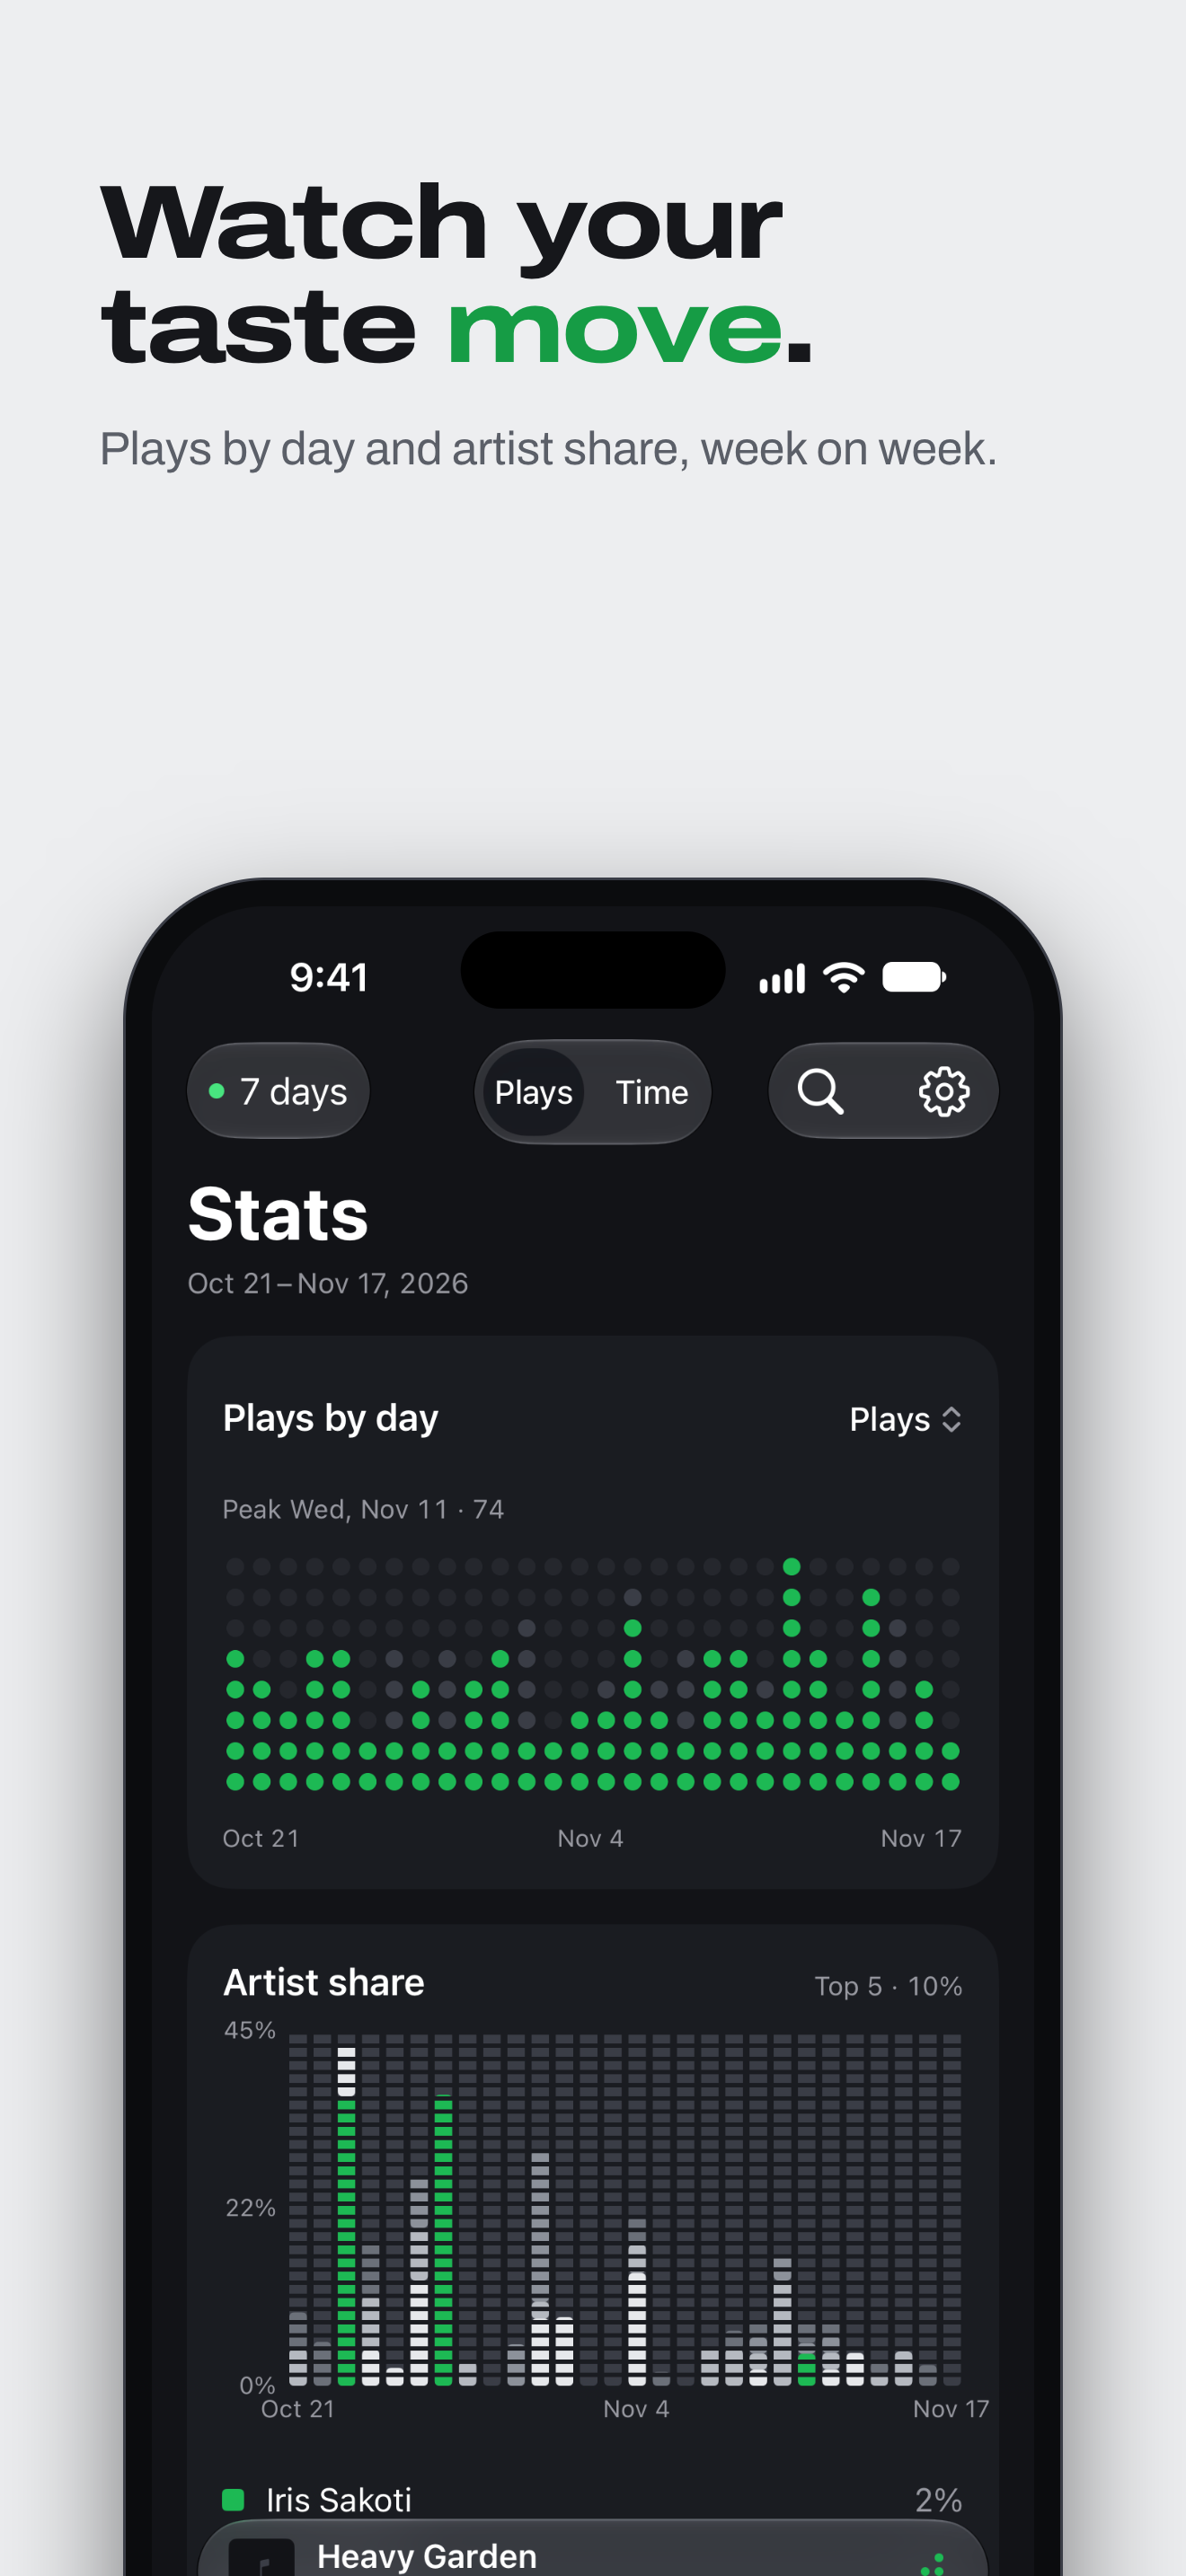 Watch your
taste move.
Plays by day and artist share, week on week.
9:41
7 days
Plays
Time
Stats
Oct 21–Nov 17, 2026
Plays by day
Plays
Peak Wed, Nov 11 · 74
Oct 21
Nov 4
Nov 17
Artist share
Top 5 · 10%
45%
22%
0%
Oct 21
Nov 4
Nov 17
Iris Sakoti
2%
Heavy Garden